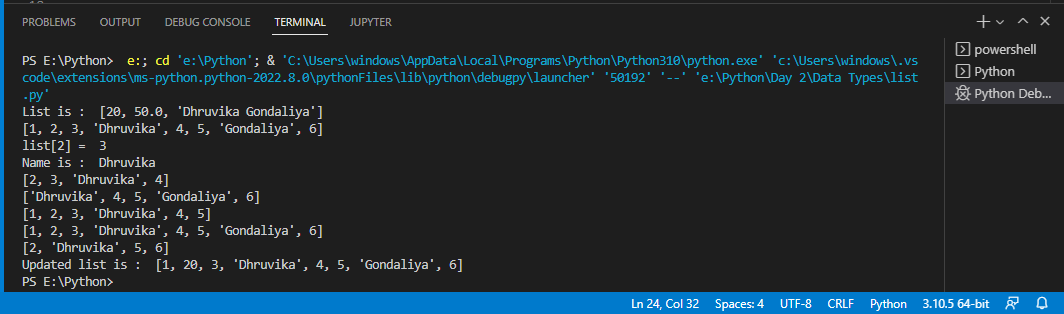 PROBLEMS OUTPUT DEBUG CONSOLE TERMINAL JUPYTER
PS E:\Python> e:; cd 'e:\Python'; & 'C:\Users\windows\AppData\Local\Programs\Python\Python310\python.exe' 'c:\Users\windows\.vs
code\extensions\ms-python.python-2022.8.0\pythonFiles\lib\python\debugpy\launcher' '50192' '--' 'e:\Python\Day 2\Data Types\list
.py'
List is :  [20, 50.0, 'Dhruvika Gondaliya']
[1, 2, 3, 'Dhruvika', 4, 5, 'Gondaliya', 6]
list[2] =  3
Name is :  Dhruvika
[2, 3, 'Dhruvika', 4]
['Dhruvika', 4, 5, 'Gondaliya', 6]
[1, 2, 3, 'Dhruvika', 4, 5]
[1, 2, 3, 'Dhruvika', 4, 5, 'Gondaliya', 6]
[2, 'Dhruvika', 5, 6]
Updated list is :  [1, 20, 3, 'Dhruvika', 4, 5, 'Gondaliya', 6]
PS E:\Python>
powershell
Python
Python Deb...
Ln 24, Col 32 Spaces: 4 UTF-8 CRLF Python 3.10.5 64-bit